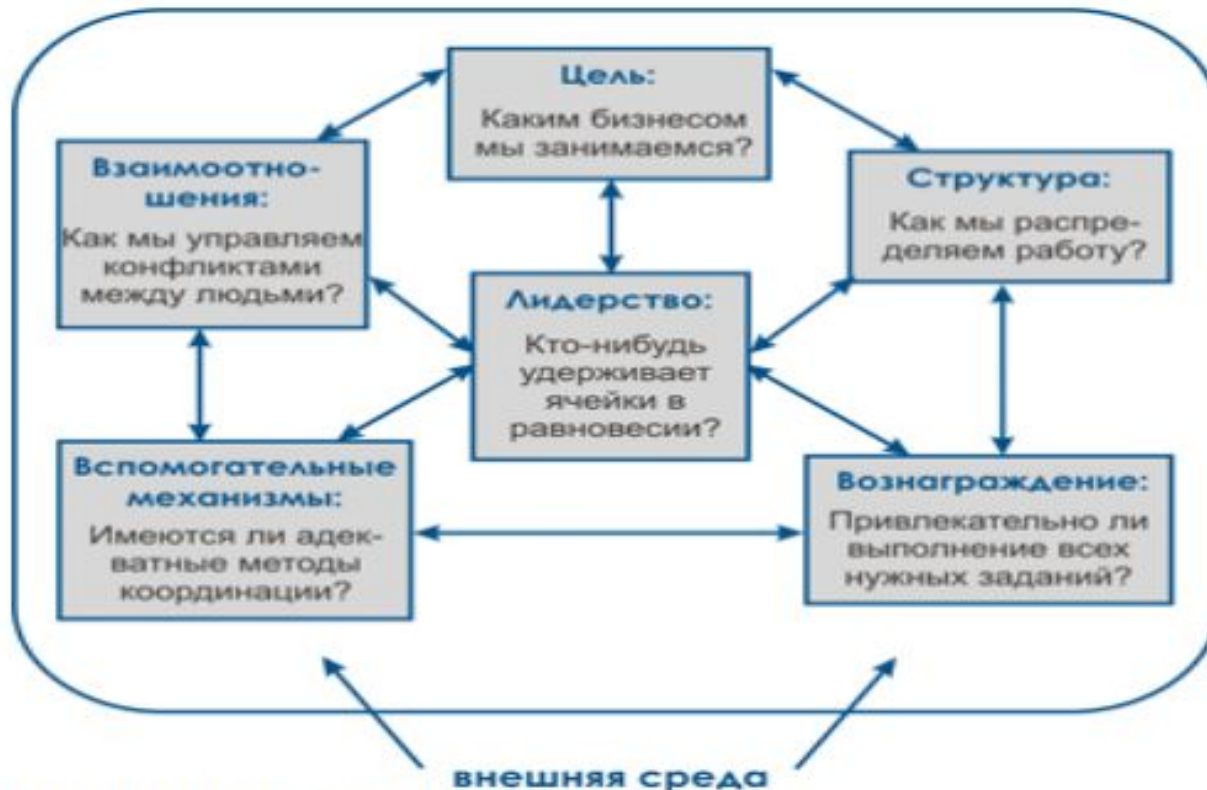 Цель:
Каким бизнесом
мы занимаемся?
Взаимоотно-
шения:
Как мы управляем
конфликтами
между людьми?
Структура:
Как мы распре-
деляем работу?
Лидерство:
Кто-нибудь
удерживает
ячейки в
равновесии?
Вспомогательные
механизмы:
Имеются ли адек-
ватные методы
координации?
Вознаграждение:
Привлекательно ли
выполнение всех
нужных заданий?
внешняя среда